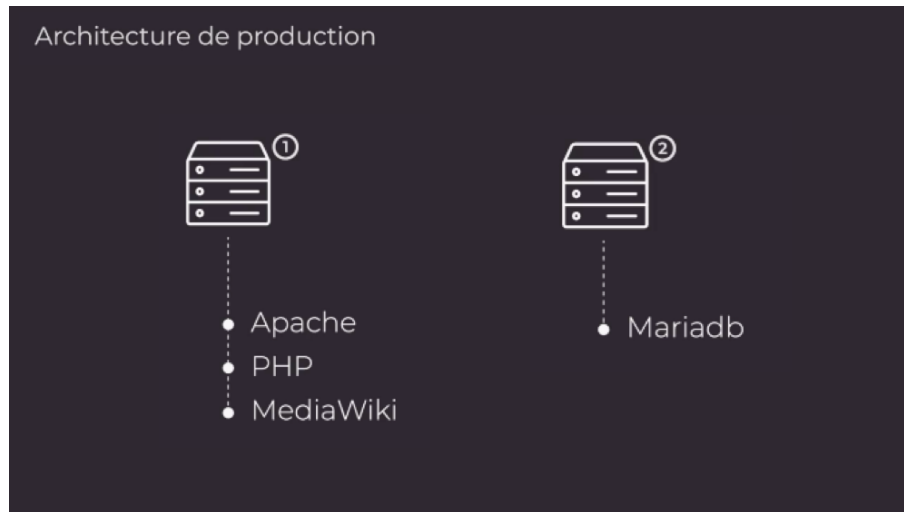 Architecture de production
1
2
Apache
PHP
MediaWiki
Mariadb